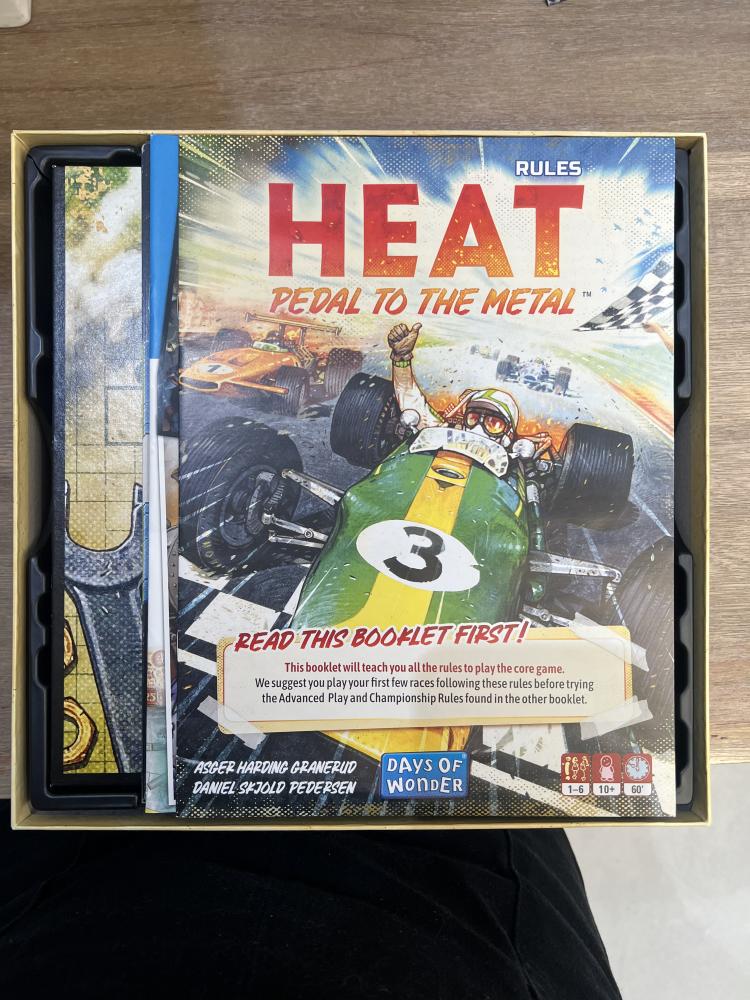 RULES
HEAT
PEDAL TO THE METAL™
1
3
READ THIS BOOKLET FIRST!
This booklet will teach you all the rules to play the core game.
We suggest you play your first few races following these rules before trying
the Advanced Play and Championship Rules found in the other booklet.
ASGER HARDING GRANERUD
DANIEL SKJOLD PEDERSEN
DAYS OF
WONDER
1–6 10+ 60'